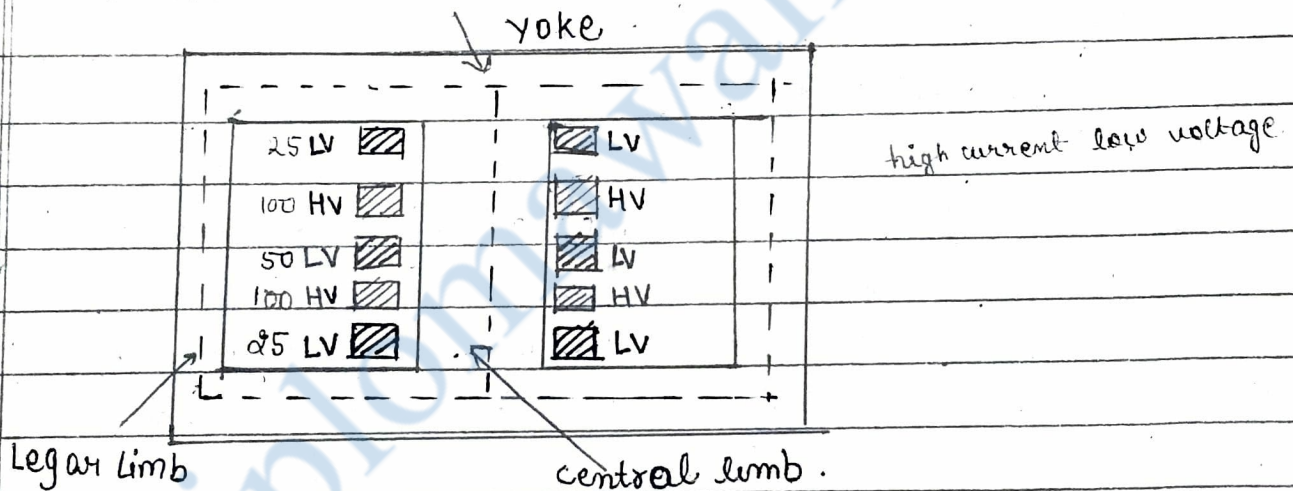 yoke
25 LV LV
high current low voltage
100 HV HV
50 LV LV
100 HV HV
25 LV LV
Leg or Limb
central limb.